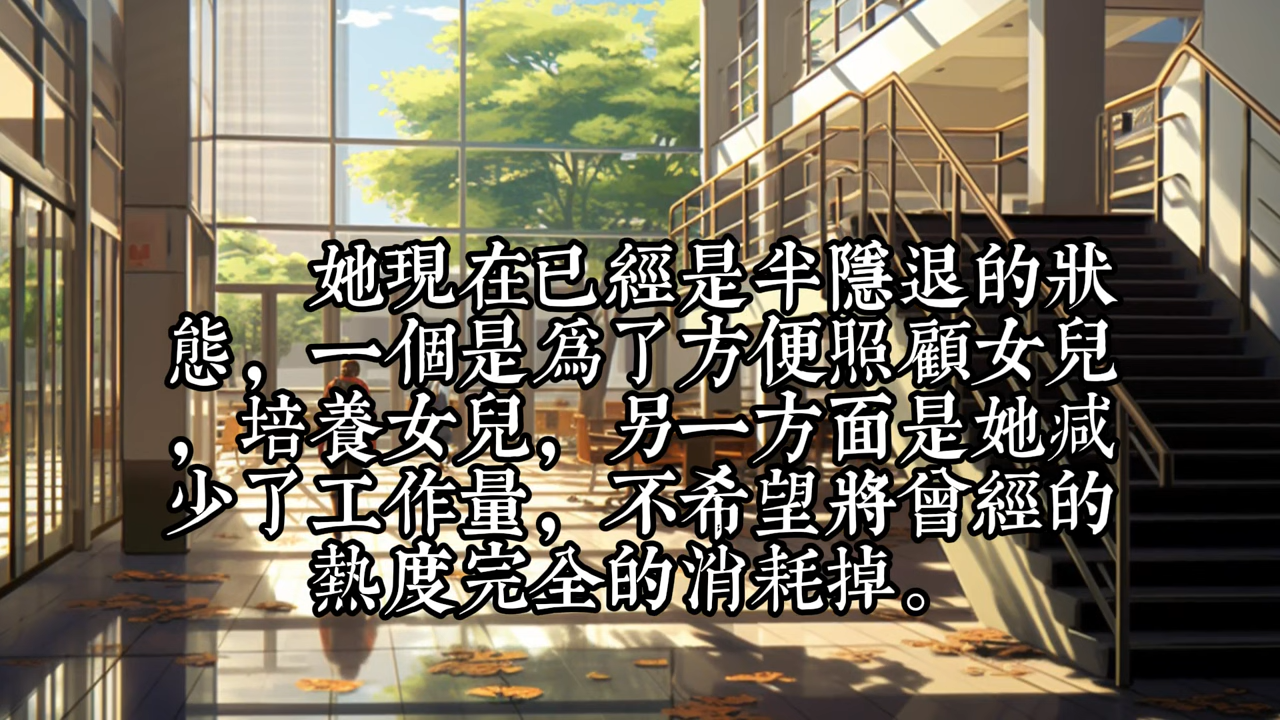 她現在已經是半隱退的狀
態，一個是爲了方便照顧女兒
，培養女兒，另一方面是她减
少了工作量，不希望將曾經的
熱度完全的消耗掉。